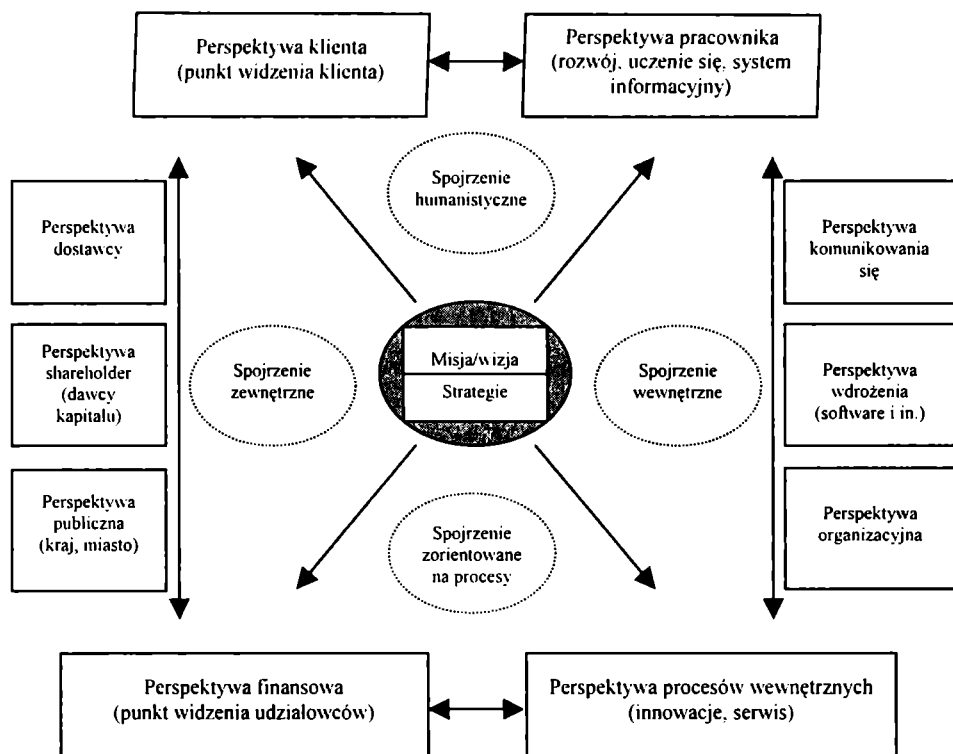 Perspektywa klienta
(punkt widzenia klienta)
Perspektywa pracownika
(rozwój, uczenie się, system
informacyjny)
Spojrzenie
humanistyczne
Perspektywa
dostawcy
Perspektywa
shareholder
(dawcy
kapitału)
Perspektywa
publiczna
(kraj, miasto)
Spojrzenie
zewnętrzne
Misja/wizja
Strategie
Spojrzenie
wewnętrzne
Perspektywa
komunikowania
się
Perspektywa
wdrożenia
(software i in.)
Perspektywa
organizacyjna
Spojrzenie
zorientowane
na procesy
Perspektywa finansowa
(punkt widzenia udziałowców)
Perspektywa procesów wewnętrznych
(innowacje, serwis)